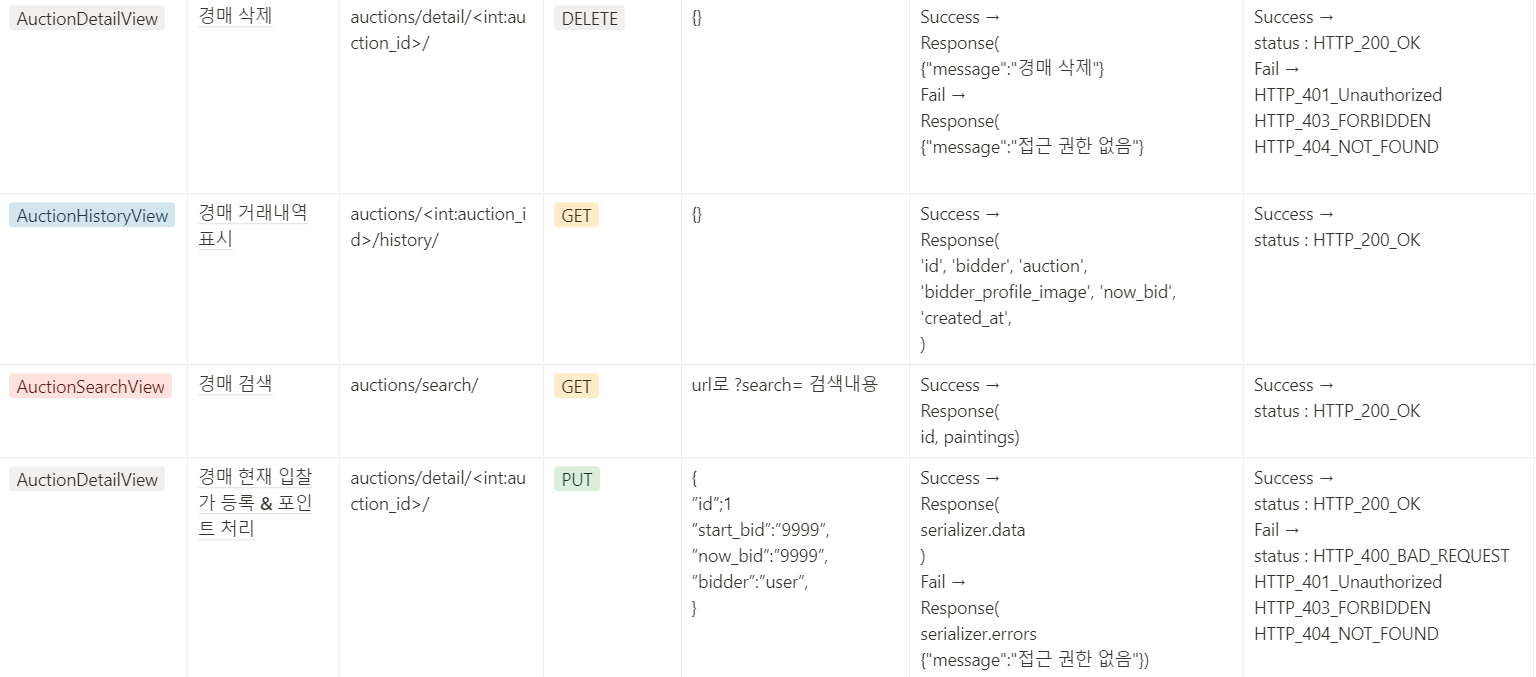 AuctionDetailView
경매 삭제
auctions/detail/<int:au
ction_id>/
DELETE
{}
Success →
Response(
{"message":"경매 삭제"}
Fail →
Response(
{"message":"접근 권한 없음"}
Success →
status : HTTP_200_OK
Fail →
HTTP_401_Unauthorized
HTTP_403_FORBIDDEN
HTTP_404_NOT_FOUND
AuctionHistoryView
경매 거래내역
표시
auctions/<int:auction_i
d>/history/
GET
{}
Success →
Response(
'id', 'bidder', 'auction',
'bidder_profile_image', 'now_bid',
'created_at',
)
Success →
status : HTTP_200_OK
AuctionSearchView
경매 검색
auctions/search/
GET
url로 ?search= 검색내용
Success →
Response(
id, paintings)
Success →
status : HTTP_200_OK
AuctionDetailView
경매 현재 입찰
가 등록 & 포인
트 처리
auctions/detail/<int:au
ction_id>/
PUT
{
”id”;1
”start_bid”:”9999”,
”now_bid”:”9999”,
”bidder”:”user”,
}
Success →
Response(
serializer.data
)
Fail →
Response(
serializer.errors
{"message":"접근 권한 없음"})
Success →
status : HTTP_200_OK
Fail →
status : HTTP_400_BAD_REQUEST
HTTP_401_Unauthorized
HTTP_403_FORBIDDEN
HTTP_404_NOT_FOUND